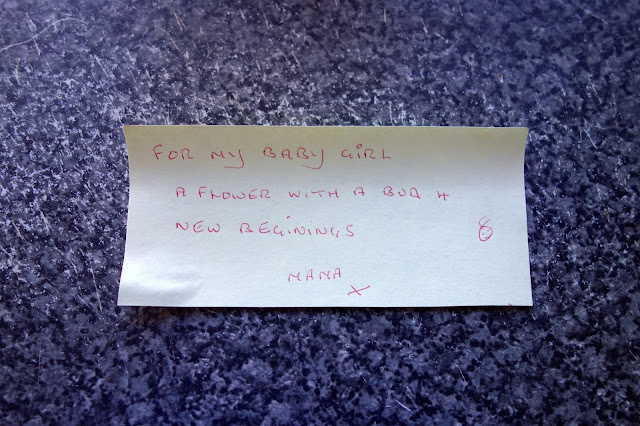 FOR MY BABY GIRL
A FLOWER WITH A BUD +
NEW BEGININGS 8
MAMA
X